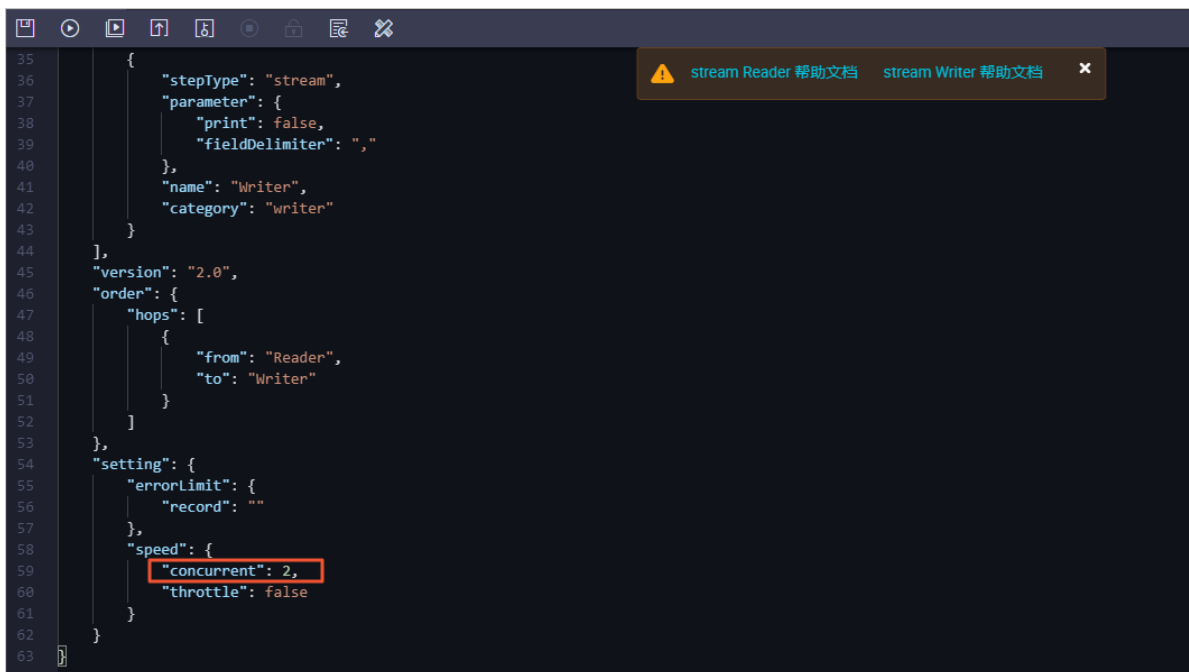 stream Reader 帮助文档 stream Writer 帮助文档 ×
35 {
36 "stepType": "stream",
37 "parameter": {
38 "print": false,
39 "fieldDelimiter": ","
40 },
41 "name": "Writer",
42 "category": "writer"
43 }
44 ],
45 "version": "2.0",
46 "order": {
47 "hops": [
48 {
49 "from": "Reader",
50 "to": "Writer"
51 }
52 ]
53 },
54 "setting": {
55 "errorLimit": {
56 "record": ""
57 },
58 "speed": {
59 "concurrent": 2,
60 "throttle": false
61 }
62 }
63 }